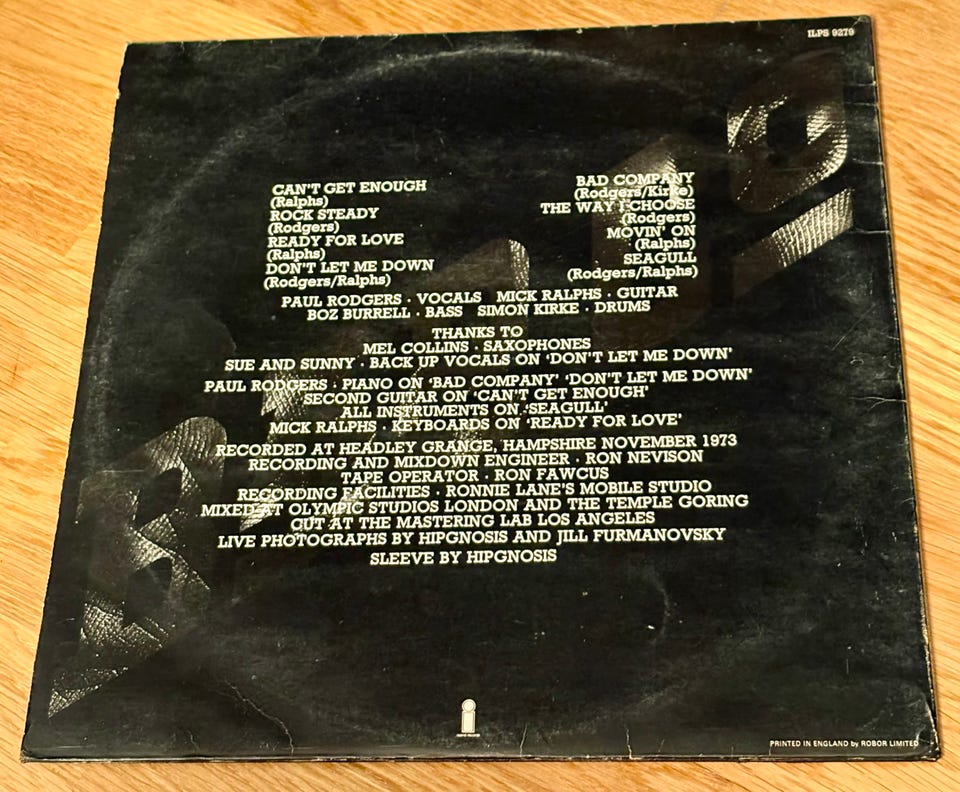 ILPS 9279
CAN'T GET ENOUGH
(Ralphs)
ROCK STEADY
(Rodgers)
READY FOR LOVE
(Ralphs)
DON'T LET ME DOWN
(Rodgers/Ralphs)
BAD COMPANY
(Rodgers/Kirke)
THE WAY I CHOOSE
(Rodgers)
MOVIN' ON
(Ralphs)
SEAGULL
(Rodgers/Ralphs)
PAUL RODGERS · VOCALS MICK RALPHS · GUITAR
BOZ BURRELL · BASS SIMON KIRKE · DRUMS
THANKS TO
MEL COLLINS · SAXOPHONES
SUE AND SUNNY · BACK UP VOCALS ON 'DON'T LET ME DOWN'
PAUL RODGERS · PIANO ON 'BAD COMPANY' 'DON'T LET ME DOWN'
SECOND GUITAR ON 'CAN'T GET ENOUGH'
ALL INSTRUMENTS ON 'SEAGULL'
MICK RALPHS · KEYBOARDS ON 'READY FOR LOVE'
RECORDED AT HEADLEY GRANGE, HAMPSHIRE NOVEMBER 1973
RECORDING AND MIXDOWN ENGINEER · RON NEVISON
TAPE OPERATOR · RON FAWCUS
RECORDING FACILITIES · RONNIE LANE'S MOBILE STUDIO
MIXED AT OLYMPIC STUDIOS LONDON AND THE TEMPLE GORING
CUT AT THE MASTERING LAB LOS ANGELES
LIVE PHOTOGRAPHS BY HIPGNOSIS AND JILL FURMANOVSKY
SLEEVE BY HIPGNOSIS
PRINTED IN ENGLAND by ROBOR LIMITED